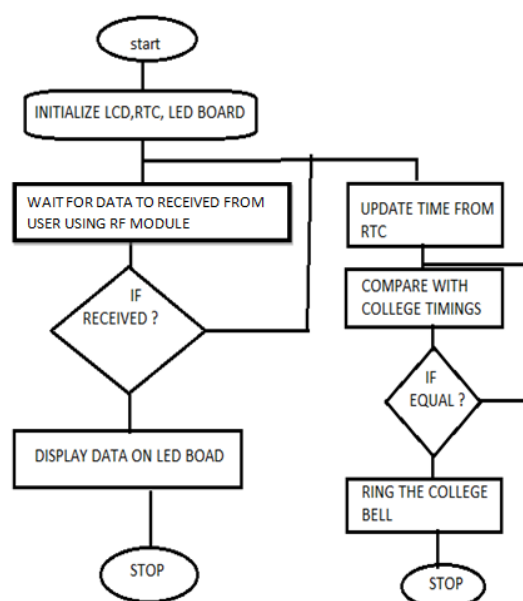 start
INITIALIZE LCD,RTC, LED BOARD
WAIT FOR DATA TO RECEIVED FROM
USER USING RF MODULE
IF
RECEIVED ?
DISPLAY DATA ON LED BOAD
STOP
UPDATE TIME FROM
RTC
COMPARE WITH
COLLEGE TIMINGS
IF
EQUAL ?
RING THE COLLEGE
BELL
STOP